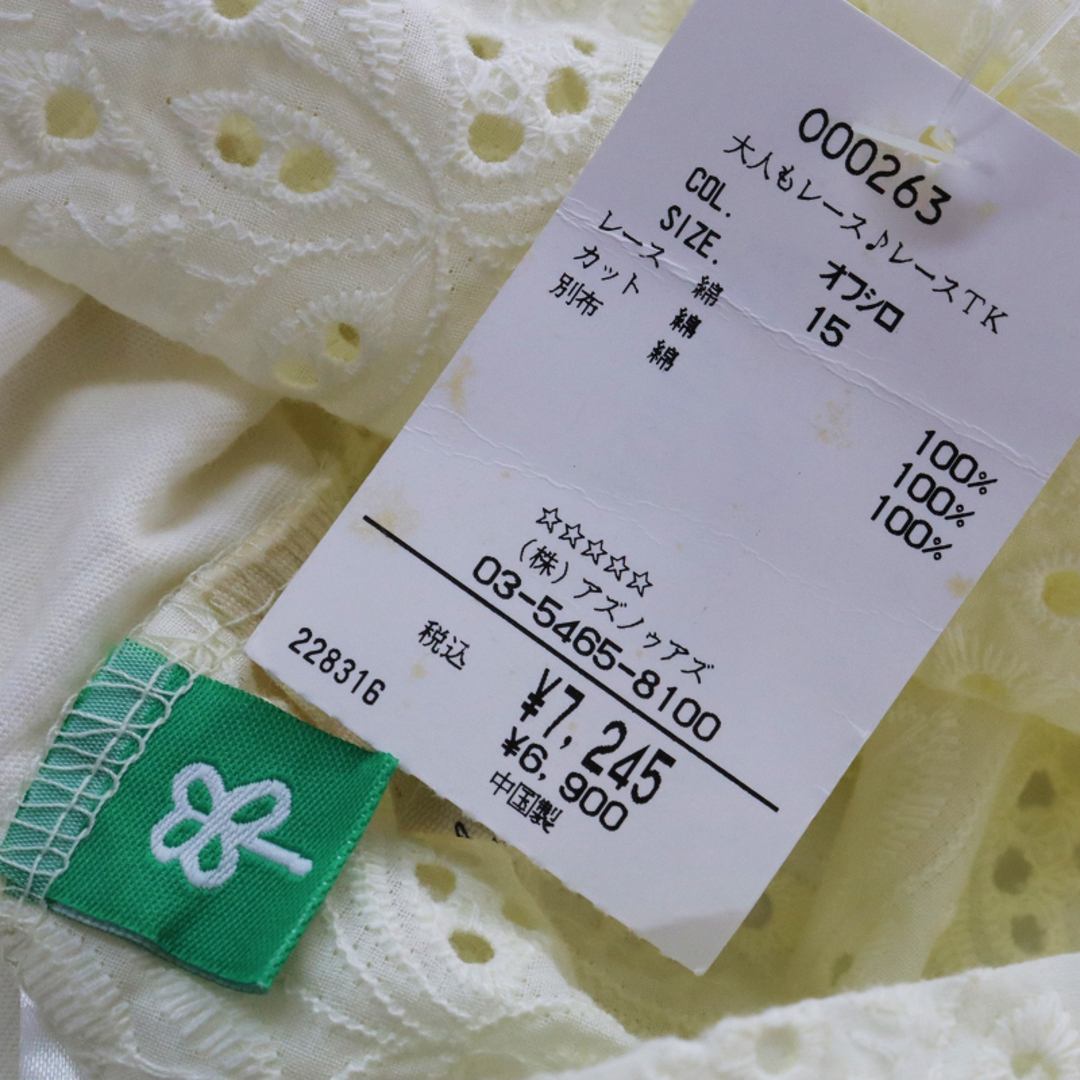 000263
大人もレース♪レースTK
COL. オフシロ
SIZE. 15
レース 綿 100%
カット 綿 100%
別布 綿 100%
☆☆☆☆☆
(株)アズノゥアズ
03-5465-8100
228316 税込 ¥7,245
¥6,900
中国製